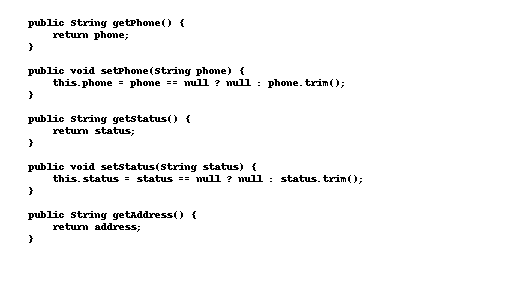 public String getPhone() {
    return phone;
}

public void setPhone(String phone) {
    this.phone = phone == null ? null : phone.trim();
}

public String getStatus() {
    return status;
}

public void setStatus(String status) {
    this.status = status == null ? null : status.trim();
}

public String getAddress() {
    return address;
}